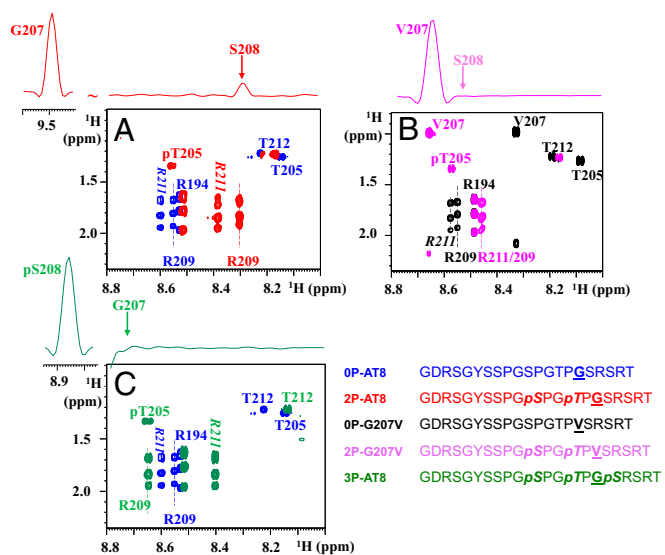 G207
S208
9.5
¹H
(ppm)
A
T212
pT205
T205
R211
R194
R211
1.5
2.0
R209
R209
8.8
8.6
8.4
8.2
¹H (ppm)
V207
S208
¹H
(ppm)
B
V207
V207
pT205
T212
T205
R194
1.5
2.0
R211
R209
R211/209
8.8
8.6
8.4
8.2
¹H (ppm)
pS208
G207
8.9
¹H
(ppm)
C
T212
T212
pT205
T205
R211
R194
R211
1.5
2.0
R209
R209
8.8
8.6
8.4
8.2
¹H (ppm)
0P-AT8 GDRSGYSSPGSPGTPGSRSRT
2P-AT8 GDRSGYSSPGpSPGpTPGSRSRT
0P-G207V GDRSGYSSPGSPGTPVSRSRT
2P-G207V GDRSGYSSPGpSPGpTPVSRSRT
3P-AT8 GDRSGYSSPGpSPGpTPGpSRSRT